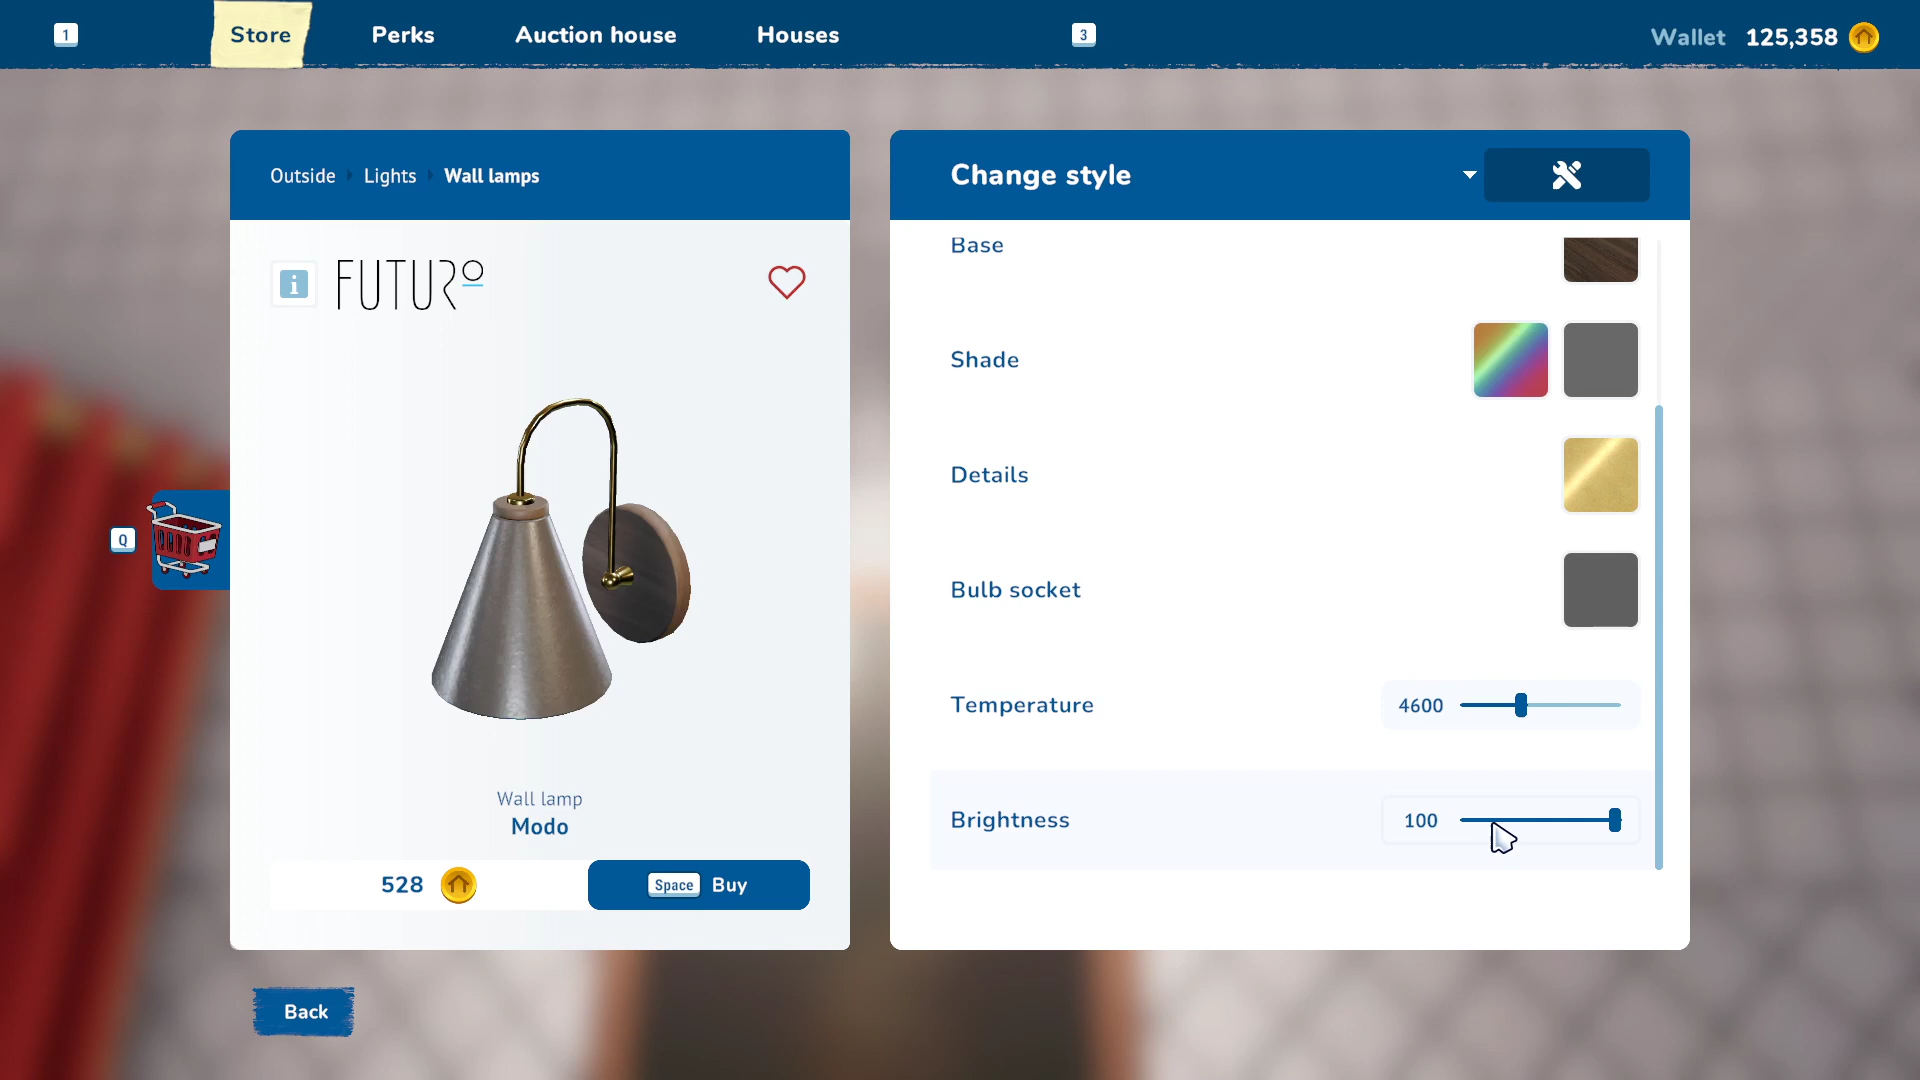 1
Store
Perks
Auction house
Houses
3
Wallet 125,358
Outside
Lights
Wall lamps
i
FUTURO
Wall lamp
Modo
528
Space Buy
Q
Back
Change style
Base
Shade
Details
Bulb socket
Temperature
4600
Brightness
100